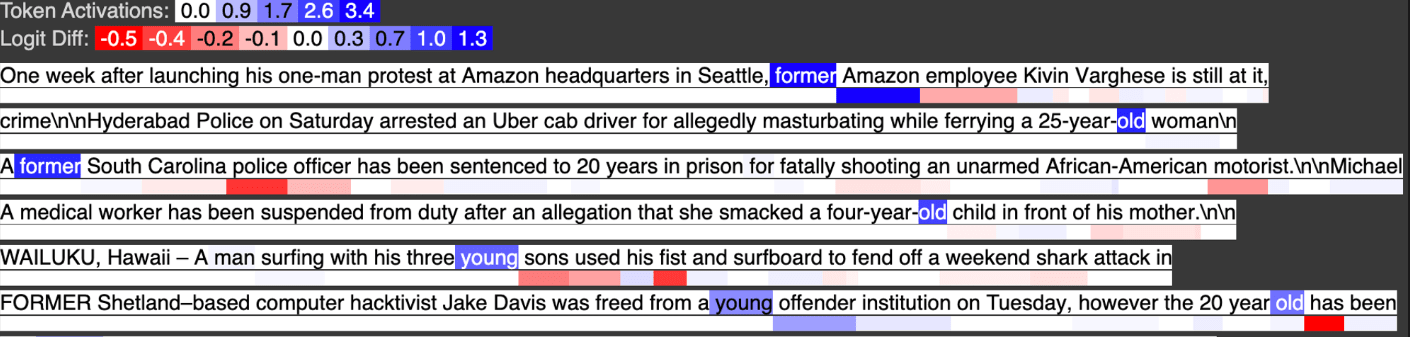 Token Activations: 0.0 0.9 1.7 2.6 3.4
Logit Diff: -0.5 -0.4 -0.2 -0.1 0.0 0.3 0.7 1.0 1.3
One week after launching his one-man protest at Amazon headquarters in Seattle, former Amazon employee Kivin Varghese is still at it,
crime\n\nHyderabad Police on Saturday arrested an Uber cab driver for allegedly masturbating while ferrying a 25-year-old woman\n
A former South Carolina police officer has been sentenced to 20 years in prison for fatally shooting an unarmed African-American motorist.\n\nMichael
A medical worker has been suspended from duty after an allegation that she smacked a four-year-old child in front of his mother.\n\n
WAILUKU, Hawaii – A man surfing with his three young sons used his fist and surfboard to fend off a weekend shark attack in
FORMER Shetland–based computer hacktivist Jake Davis was freed from a young offender institution on Tuesday, however the 20 year old has been